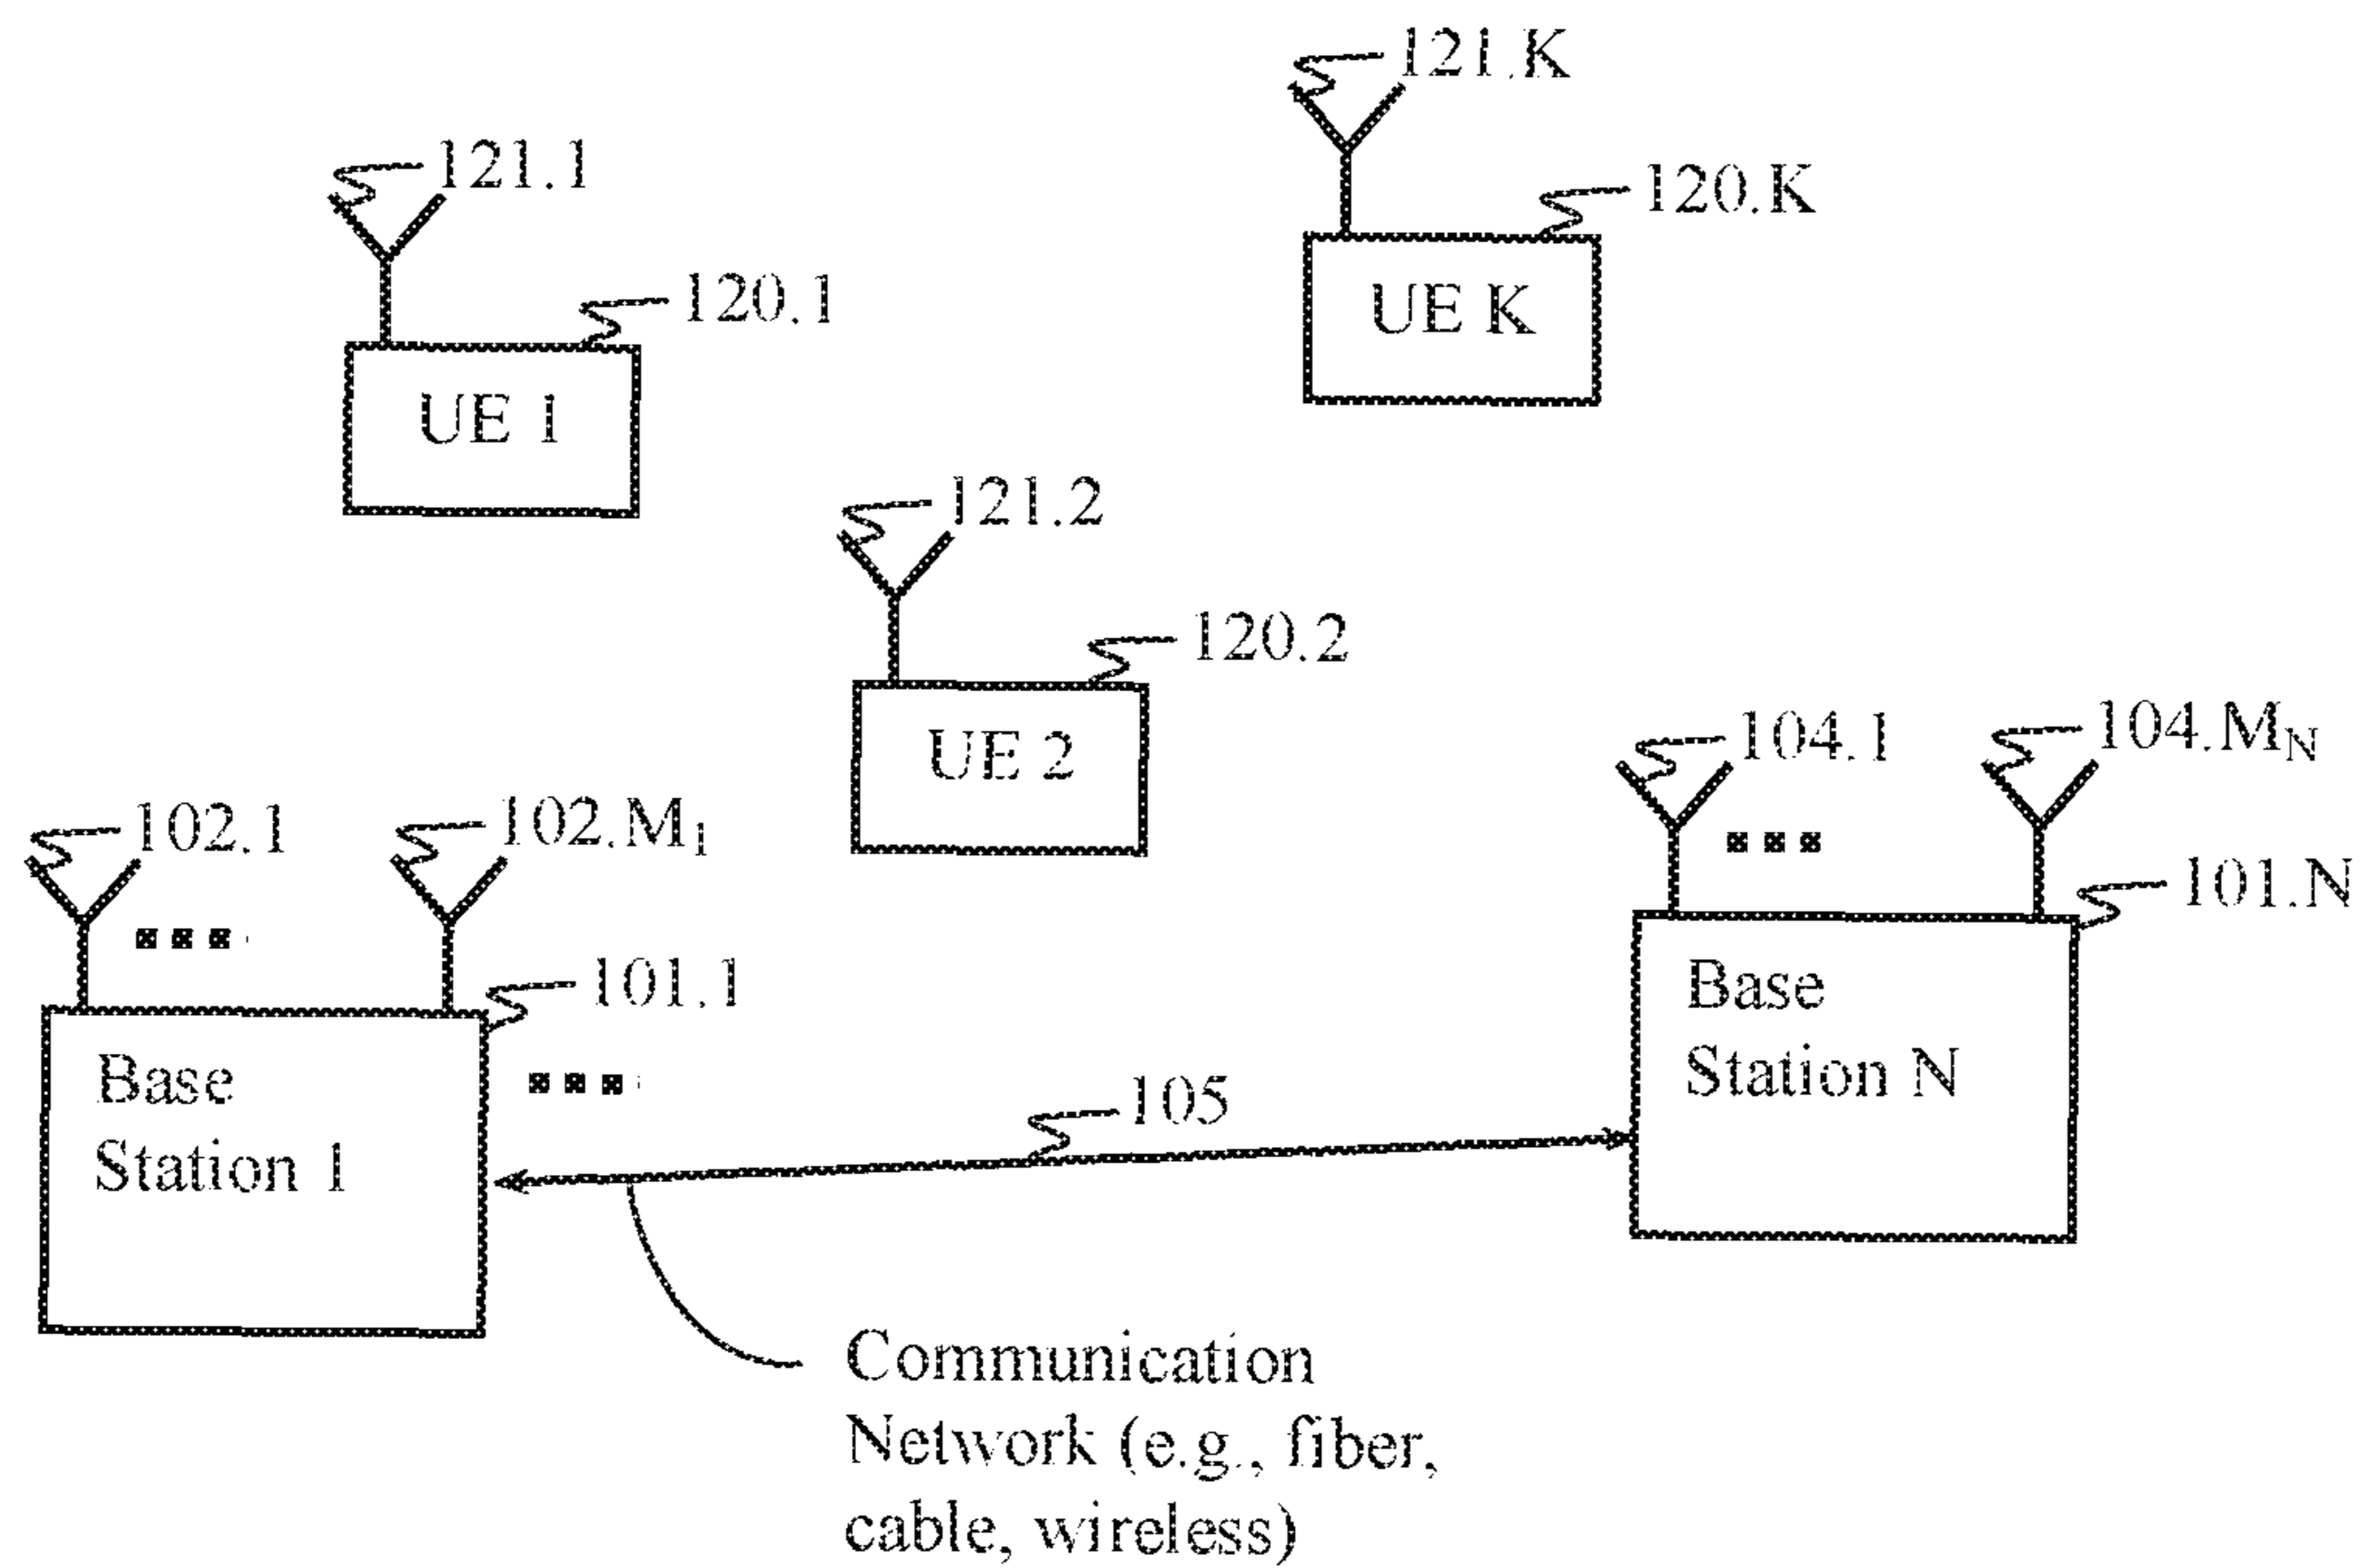 121.K
121.1
120.K
120.1
UE K
UE 1
121.2
120.2
104.1
104.M_N
UE 2
102.1
102.M_1
101.N
101.1
Base
Station N
Base
Station 1
105
Communication
Network (e.g., fiber,
cable, wireless)